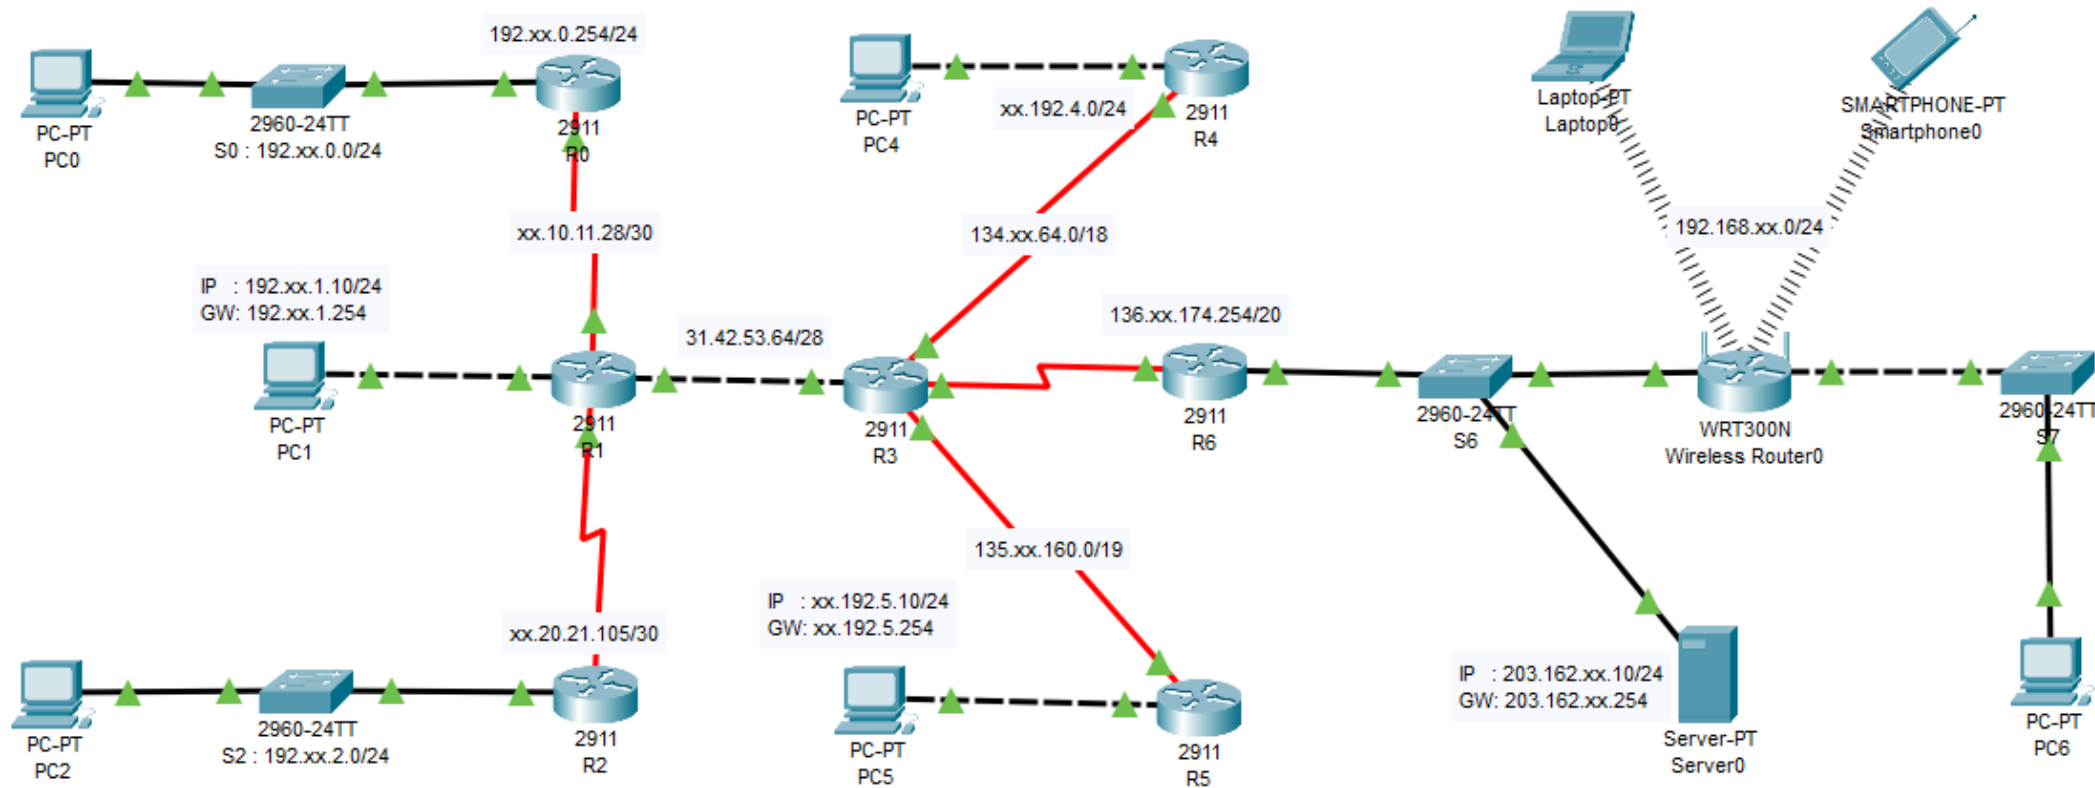 192.xx.0.254/24
PC-PT
PC0
2960-24TT
S0 : 192.xx.0.0/24
2911
R0
xx.10.11.28/30
IP : 192.xx.1.10/24
GW: 192.xx.1.254
PC-PT
PC1
2911
R1
31.42.53.64/28
xx.20.21.105/30
PC-PT
PC2
2960-24TT
S2 : 192.xx.2.0/24
2911
R2
PC-PT
PC4
xx.192.4.0/24
2911
R4
134.xx.64.0/18
2911
R3
136.xx.174.254/20
2911
R6
135.xx.160.0/19
IP : xx.192.5.10/24
GW: xx.192.5.254
PC-PT
PC5
2911
R5
Laptop-PT
Laptop0
SMARTPHONE-PT
Smartphone0
192.168.xx.0/24
2960-24TT
S6
WRT300N
Wireless Router0
2960-24TT
S7
IP : 203.162.xx.10/24
GW: 203.162.xx.254
Server-PT
Server0
PC-PT
PC6